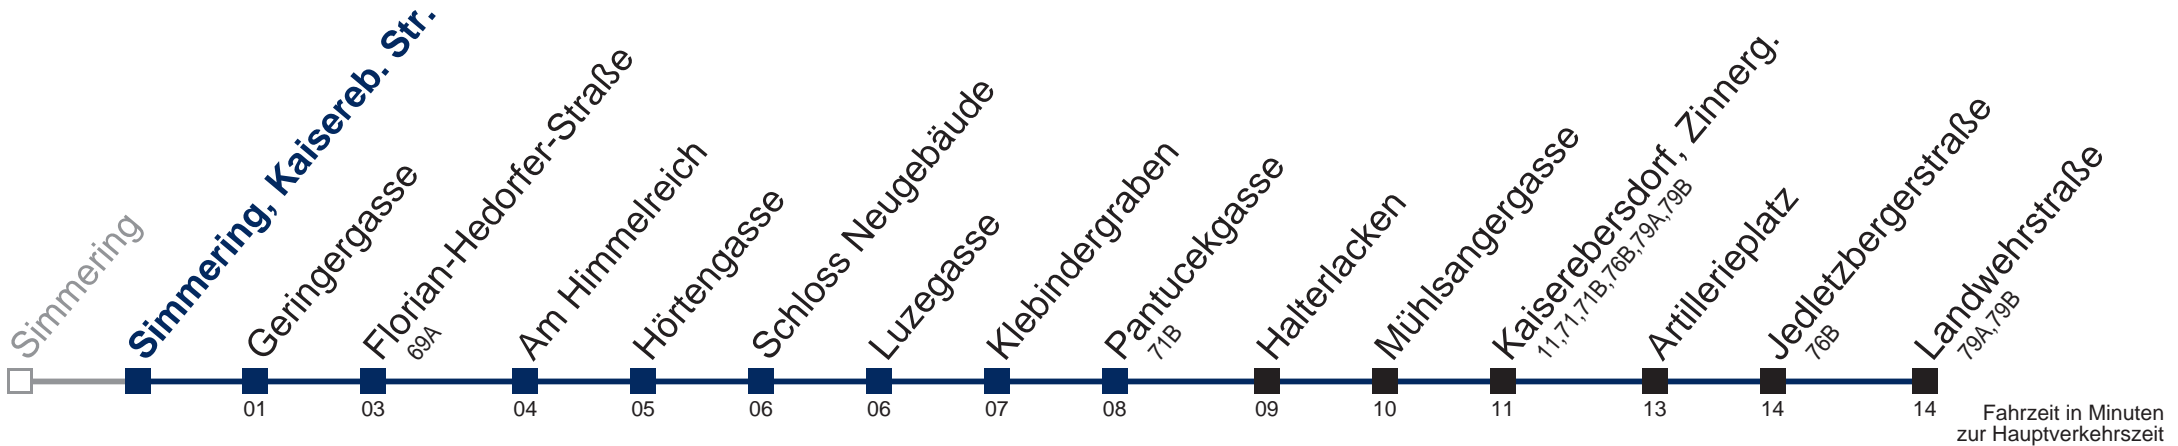 Simmering
Simmering, Kaisereb. Str.
Geringergasse
Florian-Hedorfer-Straße
69A
Am Himmelreich
Hörtengasse
Schloss Neugebäude
Luzegasse
Klebindergraben
Pantucekgasse
71B
Halterlacken
Mühlsangergasse
Kaiserebersdorf, Zinnerg.
11,71,71B,76B,79A,79B
Artillerieplatz
Jedletzbergerstraße
76B
Landwehrstraße
79A,79B
01 03 04 05 06 06 07 08 09 10 11 13 14 14
Fahrzeit in Minuten
zur Hauptverkehrszeit